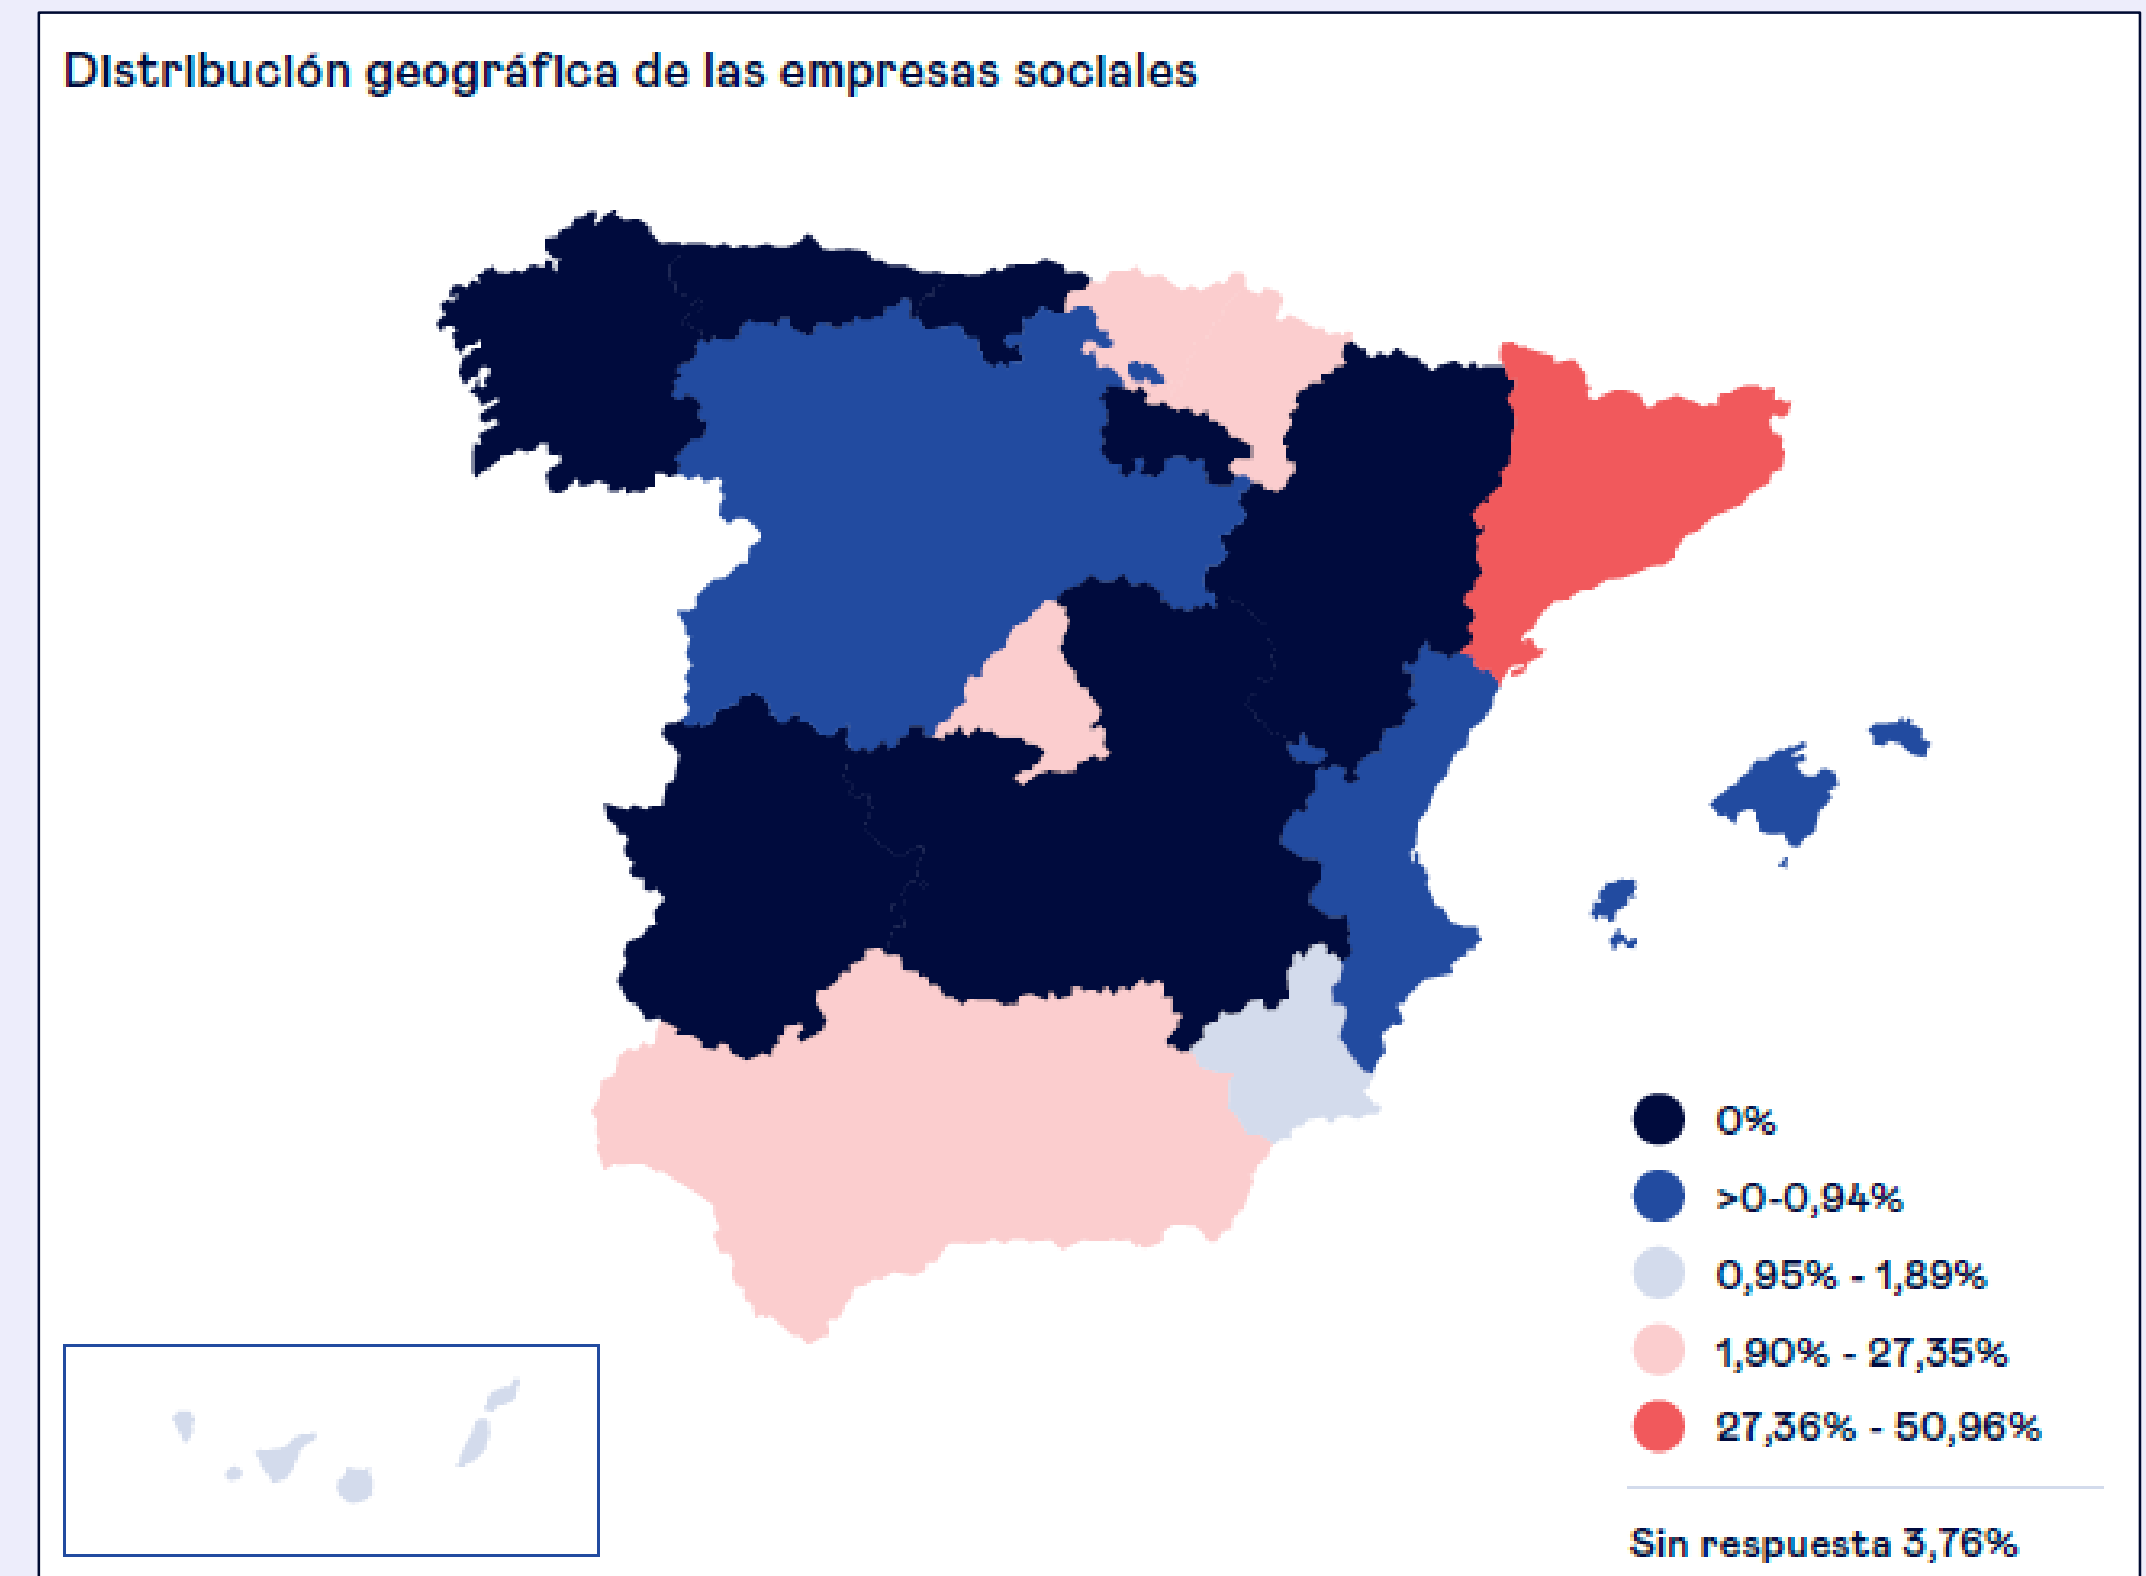 Distribución geográfica de las empresas sociales
0%
>0-0,94%
0,95% - 1,89%
1,90% - 27,35%
27,36% - 50,96%
Sin respuesta 3,76%